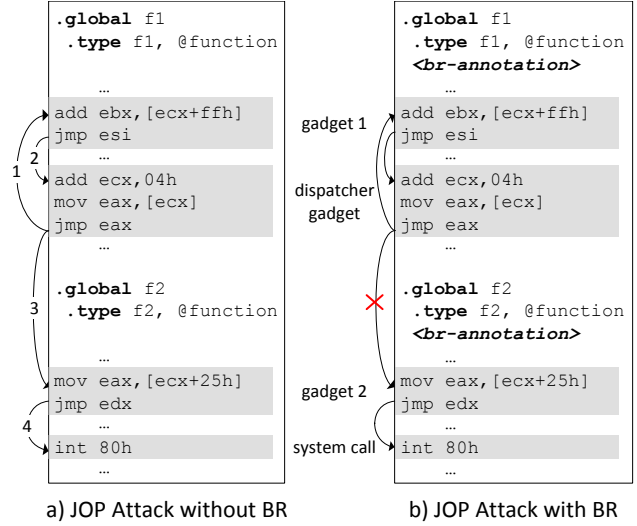 .global f1
.type f1, @function
…
add ebx,[ecx+ffh]
jmp esi
…
add ecx,04h
mov eax,[ecx]
jmp eax
…
.global f2
.type f2, @function
…
mov eax,[ecx+25h]
jmp edx
…
int 80h
…
1
2
3
4
a) JOP Attack without BR
.global f1
.type f1, @function
<br-annotation>
…
gadget 1
add ebx,[ecx+ffh]
jmp esi
…
dispatcher
gadget
add ecx,04h
mov eax,[ecx]
jmp eax
…
.global f2
.type f2, @function
<br-annotation>
…
gadget 2
mov eax,[ecx+25h]
jmp edx
…
system call
int 80h
…
b) JOP Attack with BR